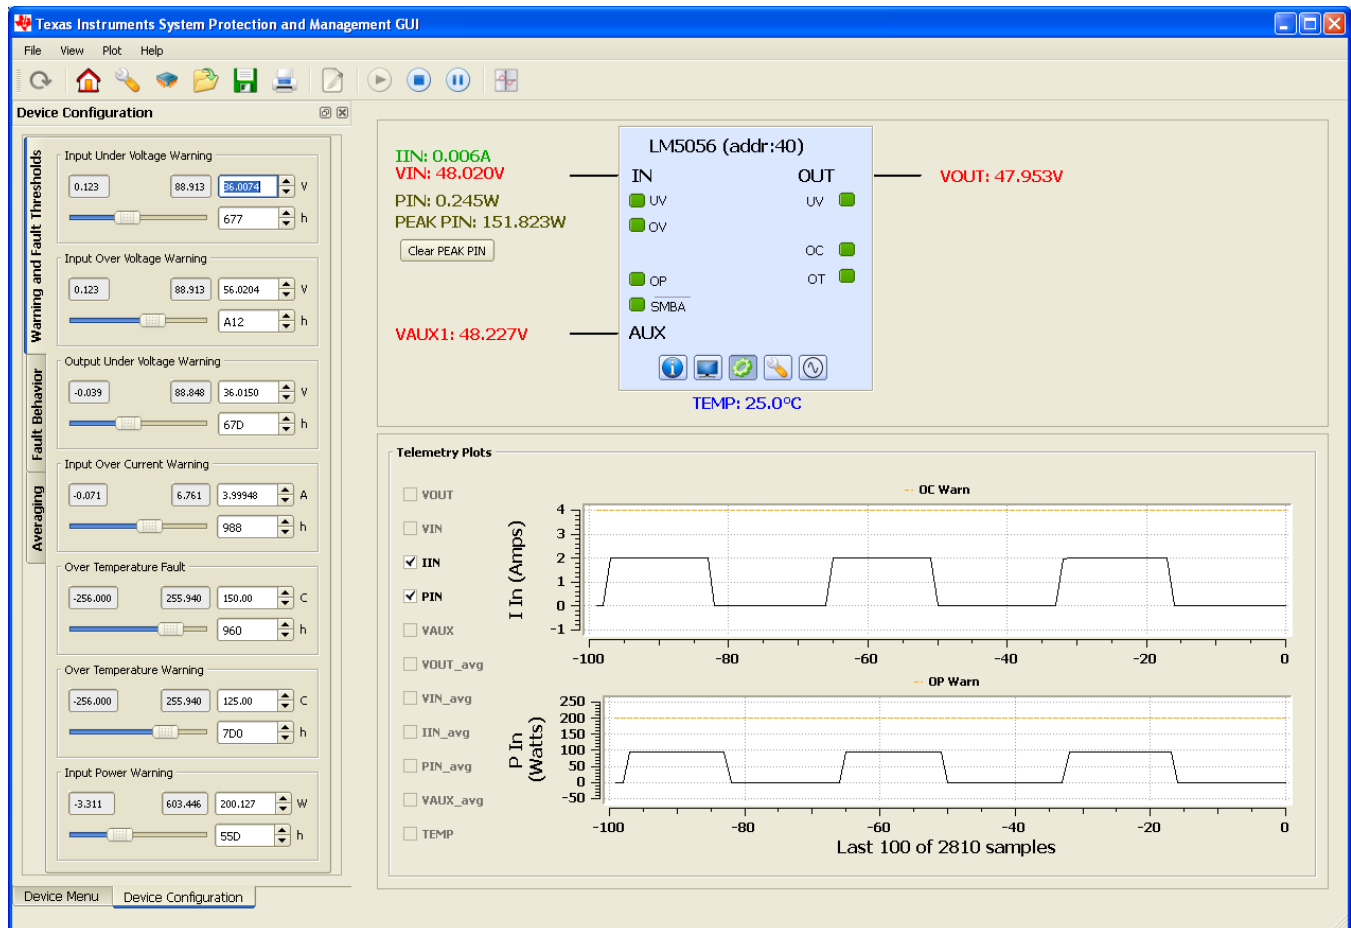 Texas Instruments System Protection and Management GUI
File View Plot Help
Device Configuration
Warning and Fault Thresholds
Fault Behavior
Averaging
Input Under Voltage Warning
0.123 88.913 36.0074 V
677 h
Input Over Voltage Warning
0.123 88.913 56.0204 V
A12 h
Output Under Voltage Warning
-0.039 88.848 36.0150 V
67D h
Input Over Current Warning
-0.071 6.761 3.99948 A
988 h
Over Temperature Fault
-256.000 255.940 150.00 C
960 h
Over Temperature Warning
-256.000 255.940 125.00 C
7D0 h
Input Power Warning
-3.311 603.446 200.127 W
55D h
Device Menu Device Configuration
IIN: 0.006A
VIN: 48.020V
PIN: 0.245W
PEAK PIN: 151.823W
Clear PEAK PIN
VAUX1: 48.227V
LM5056 (addr:40)
IN OUT
UV UV
OV
OC
OP OT
SMBA
AUX
VOUT: 47.953V
TEMP: 25.0°C
Telemetry Plots
VOUT
VIN
IIN
PIN
VAUX
VOUT_avg
VIN_avg
IIN_avg
PIN_avg
VAUX_avg
TEMP
OC Warn
I In (Amps)
4
3
2
1
0
-1
-100 -80 -60 -40 -20 0
OP Warn
P In
(Watts)
250
200
150
100
50
0
-50
-100 -80 -60 -40 -20 0
Last 100 of 2810 samples